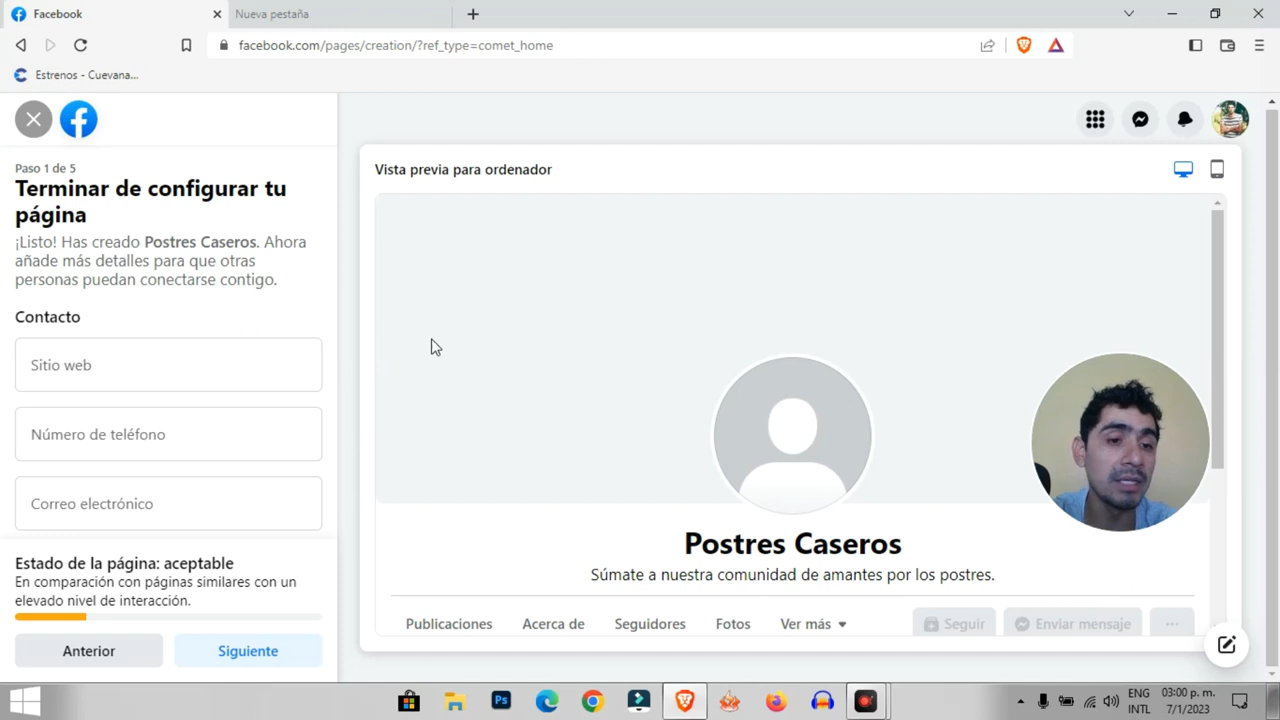 Facebook
Nueva pestaña
facebook.com/pages/creation/?ref_type=comet_home
Estrenos - Cuevana...
Paso 1 de 5
Terminar de configurar tu
página
¡Listo! Has creado Postres Caseros. Ahora
añade más detalles para que otras
personas puedan conectarse contigo.
Contacto
Sitio web
Número de teléfono
Correo electrónico
Estado de la página: aceptable
En comparación con páginas similares con un
elevado nivel de interacción.
Anterior
Siguiente
Vista previa para ordenador
Postres Caseros
Súmate a nuestra comunidad de amantes por los postres.
Publicaciones
Acerca de
Seguidores
Fotos
Ver más
Seguir
Enviar mensaje
Ps
ENG
INTL
03:00 p. m.
7/1/2023